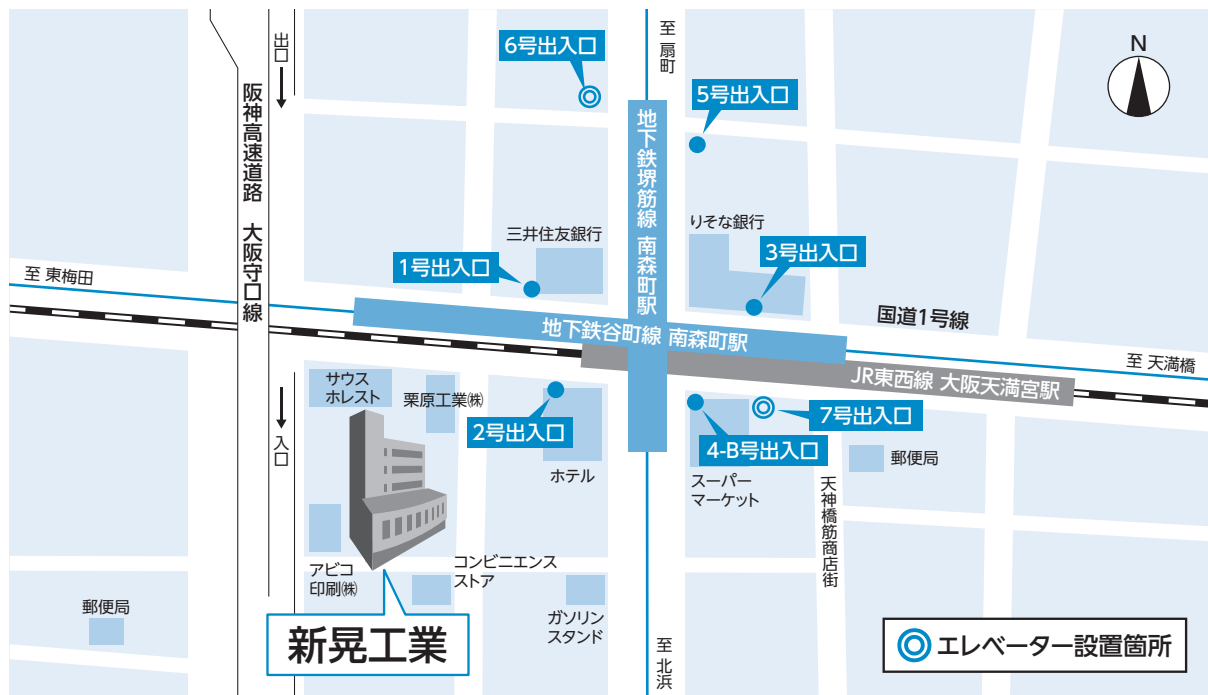 出口
6号出入口
至 扇町
N
5号出入口
阪神高速道路 大阪守口線
地下鉄堺筋線 南森町駅
りそな銀行
三井住友銀行
1号出入口
3号出入口
至 東梅田
国道1号線
地下鉄谷町線 南森町駅
至 天満橋
JR東西線 大阪天満宮駅
サウス
ホレスト
栗原工業㈱
2号出入口
7号出入口
4-B号出入口
入口
ホテル
スーパー
マーケット
郵便局
天神橋筋商店街
アビコ
印刷㈱
コンビニエンス
ストア
郵便局
ガソリン
スタンド
新晃工業
至 北浜
エレベーター設置箇所